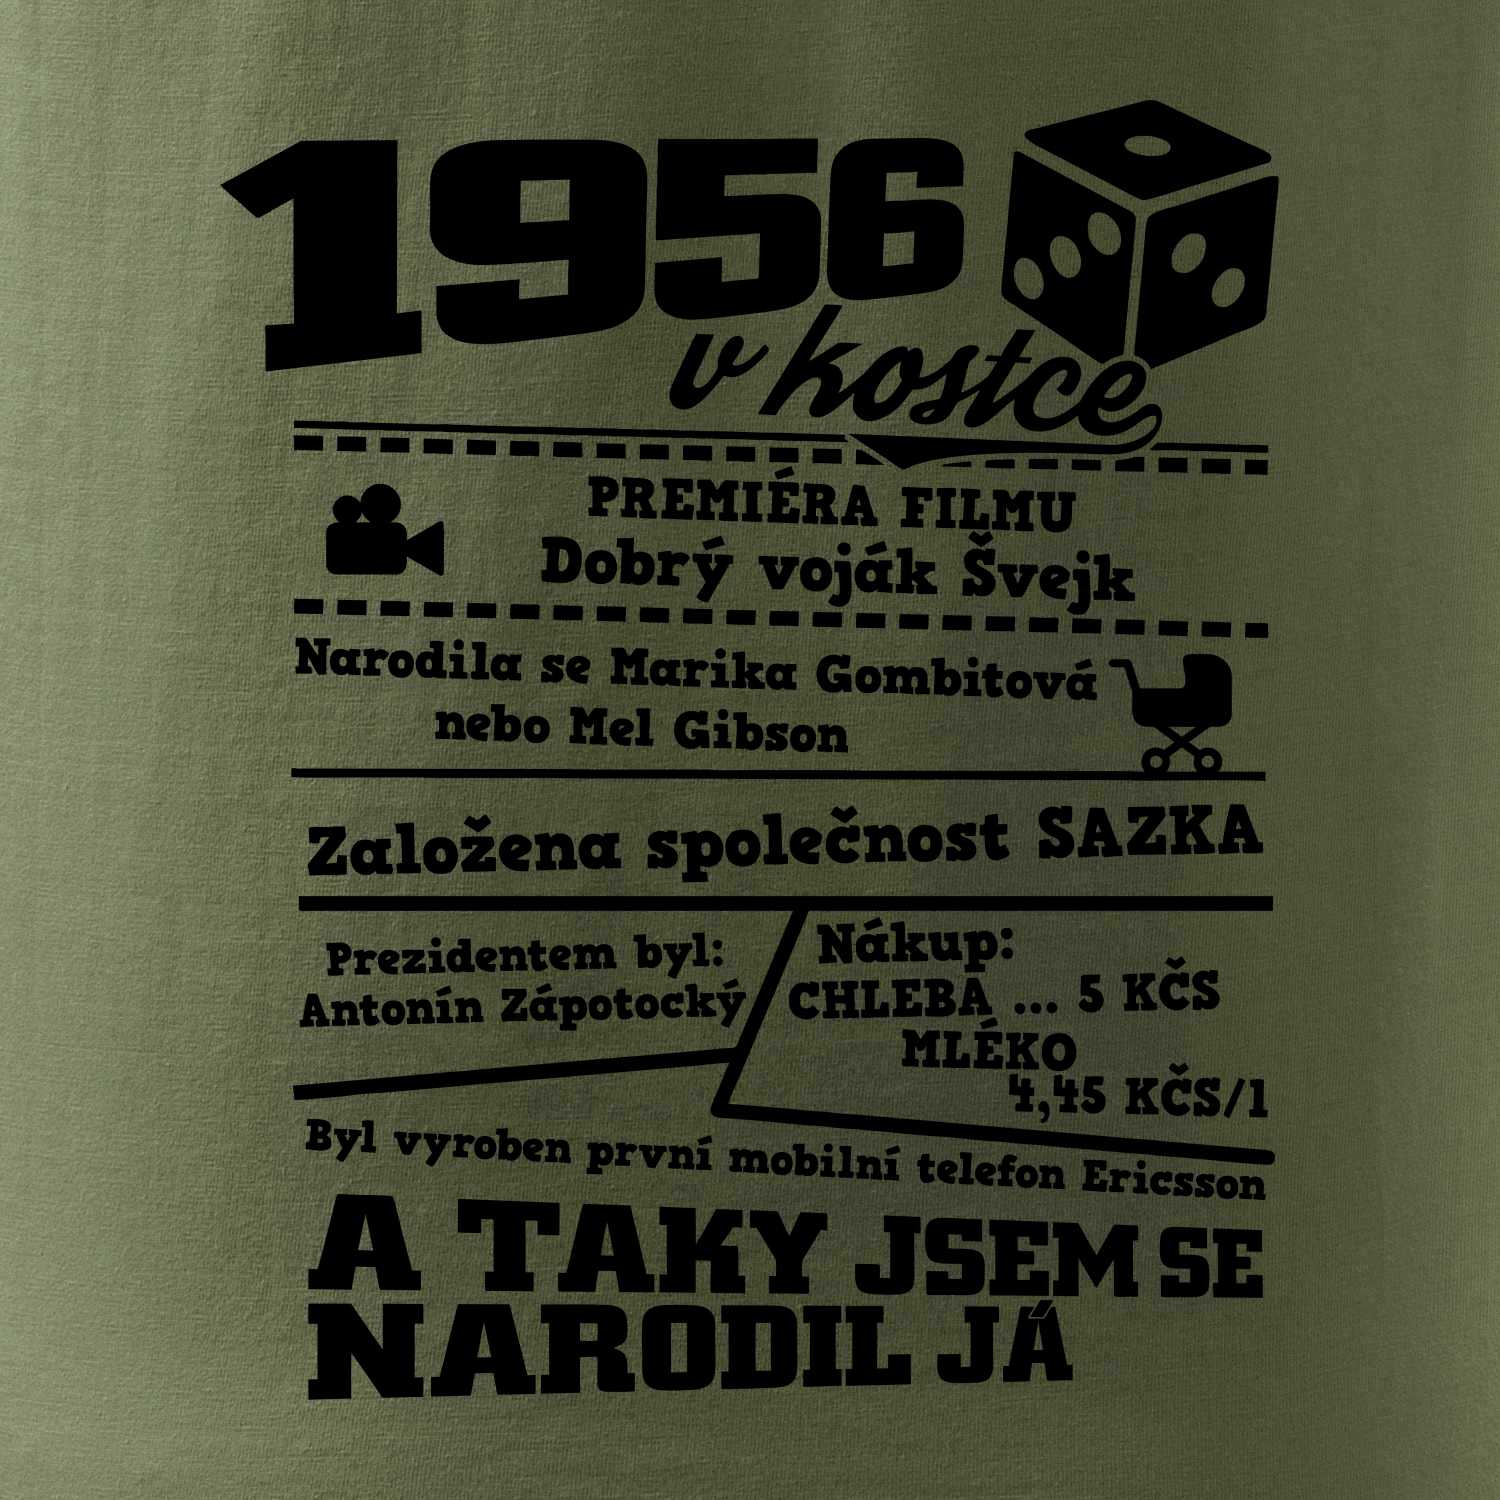 1956
v kostce
PREMIÉRA FILMU
Dobrý voják Švejk
Narodila se Marika Gombitová
nebo Mel Gibson
Založena společnost SAZKA
Prezidentem byl:
Antonín Zápotocký
Nákup:
CHLEBA ... 5 KČS
MLÉKO
4,45 KČS/l
Byl vyroben první mobilní telefon Ericsson
A TAKY JSEM SE
NARODIL JÁ